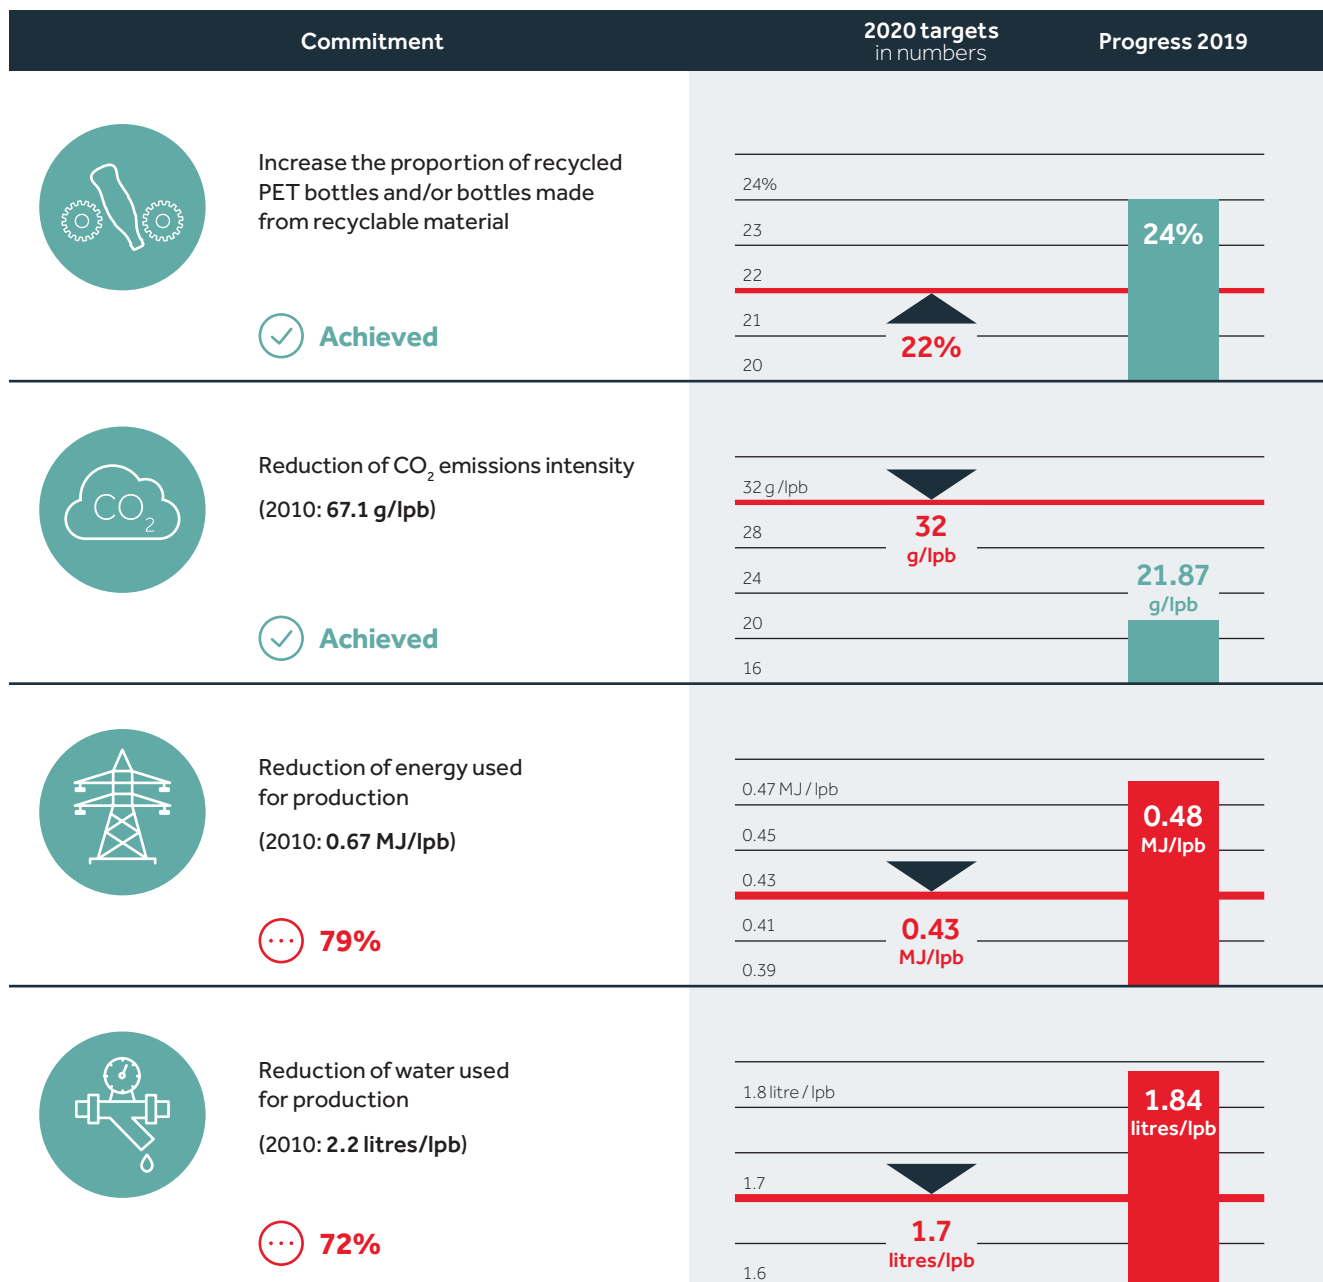 Commitment
2020 targets
in numbers
Progress 2019
Increase the proportion of recycled
PET bottles and/or bottles made
from recyclable material
Achieved
24%
23
22
21
20
22%
24%
CO2
Reduction of CO2 emissions intensity
(2010: 67.1 g/lpb)
Achieved
32 g /lpb
28
24
20
16
32
g/lpb
21.87
g/lpb
Reduction of energy used
for production
(2010: 0.67 MJ/lpb)
79%
0.47 MJ / lpb
0.45
0.43
0.41
0.39
0.43
MJ/lpb
0.48
MJ/lpb
Reduction of water used
for production
(2010: 2.2 litres/lpb)
72%
1.8 litre / lpb
1.7
1.6
1.7
litres/lpb
1.84
litres/lpb